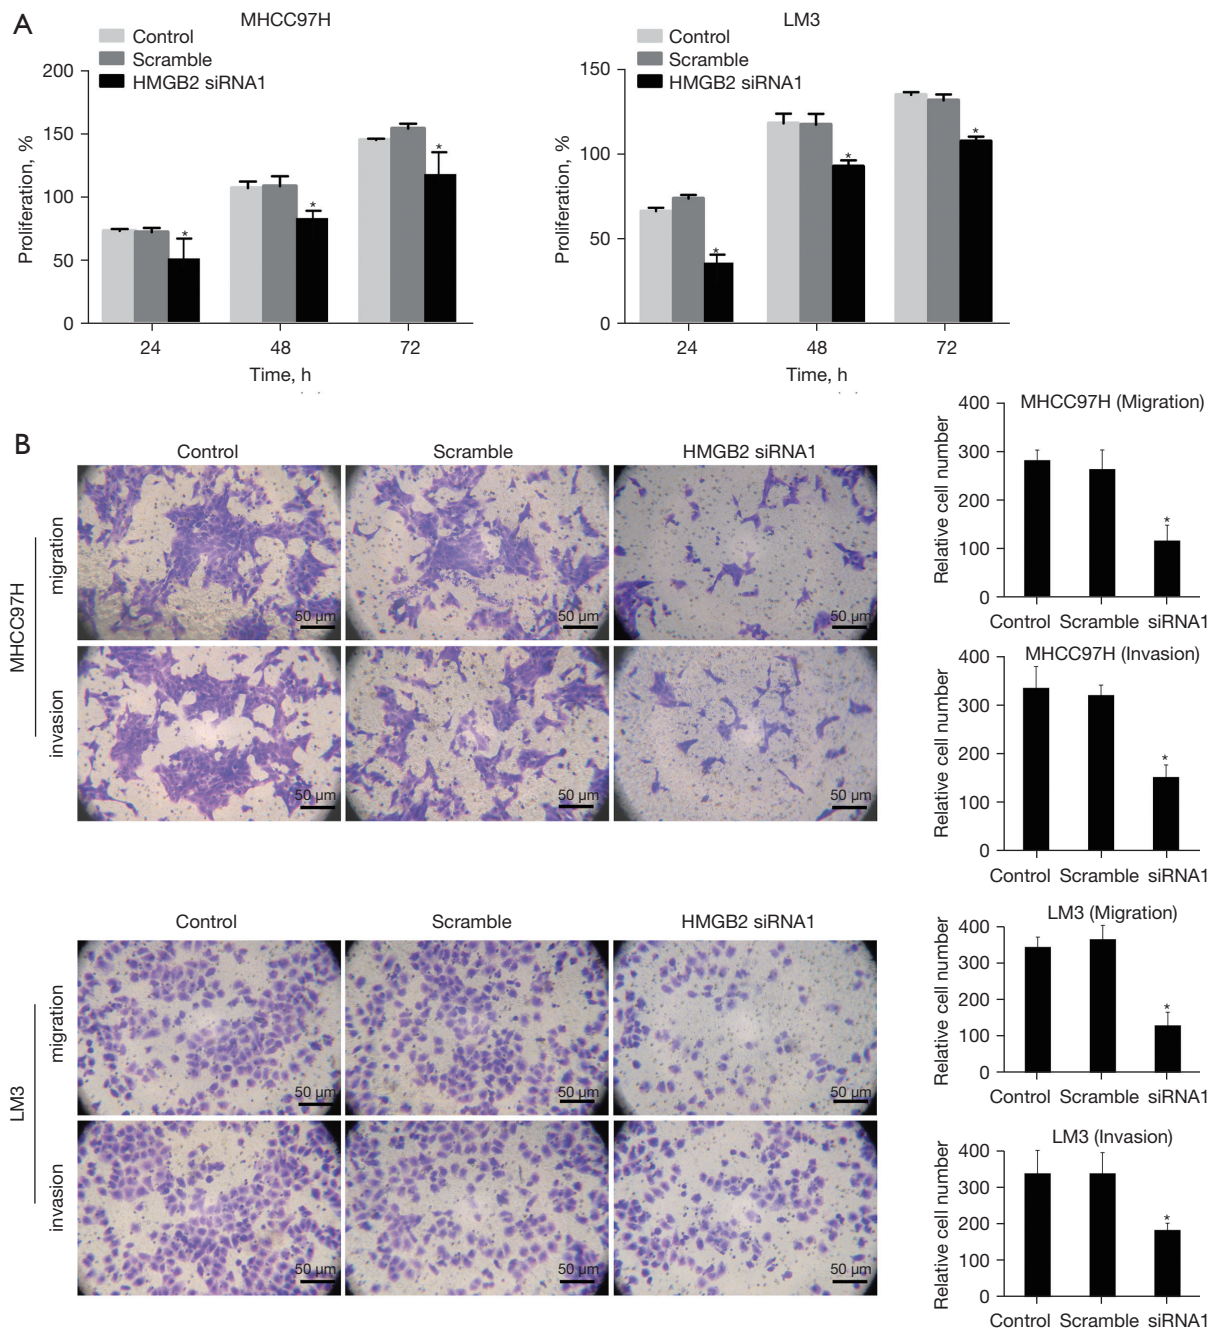 A
MHCC97H
Control
Scramble
HMGB2 siRNA1
200
150
100
50
0
Proliferation, %
24
48
72
Time, h
*
*
*
LM3
Control
Scramble
HMGB2 siRNA1
150
100
50
0
Proliferation, %
24
48
72
Time, h
*
*
*
B
Control
Scramble
HMGB2 siRNA1
MHCC97H
migration
50 µm
50 µm
50 µm
invasion
50 µm
50 µm
50 µm
MHCC97H (Migration)
Relative cell number
400
300
200
100
0
*
Control Scramble siRNA1
MHCC97H (Invasion)
Relative cell number
400
300
200
100
0
*
Control Scramble siRNA1
Control
Scramble
HMGB2 siRNA1
LM3
migration
50 µm
50 µm
50 µm
invasion
50 µm
50 µm
50 µm
LM3 (Migration)
Relative cell number
400
300
200
100
0
*
Control Scramble siRNA1
LM3 (Invasion)
Relative cell number
400
300
200
100
0
*
Control Scramble siRNA1